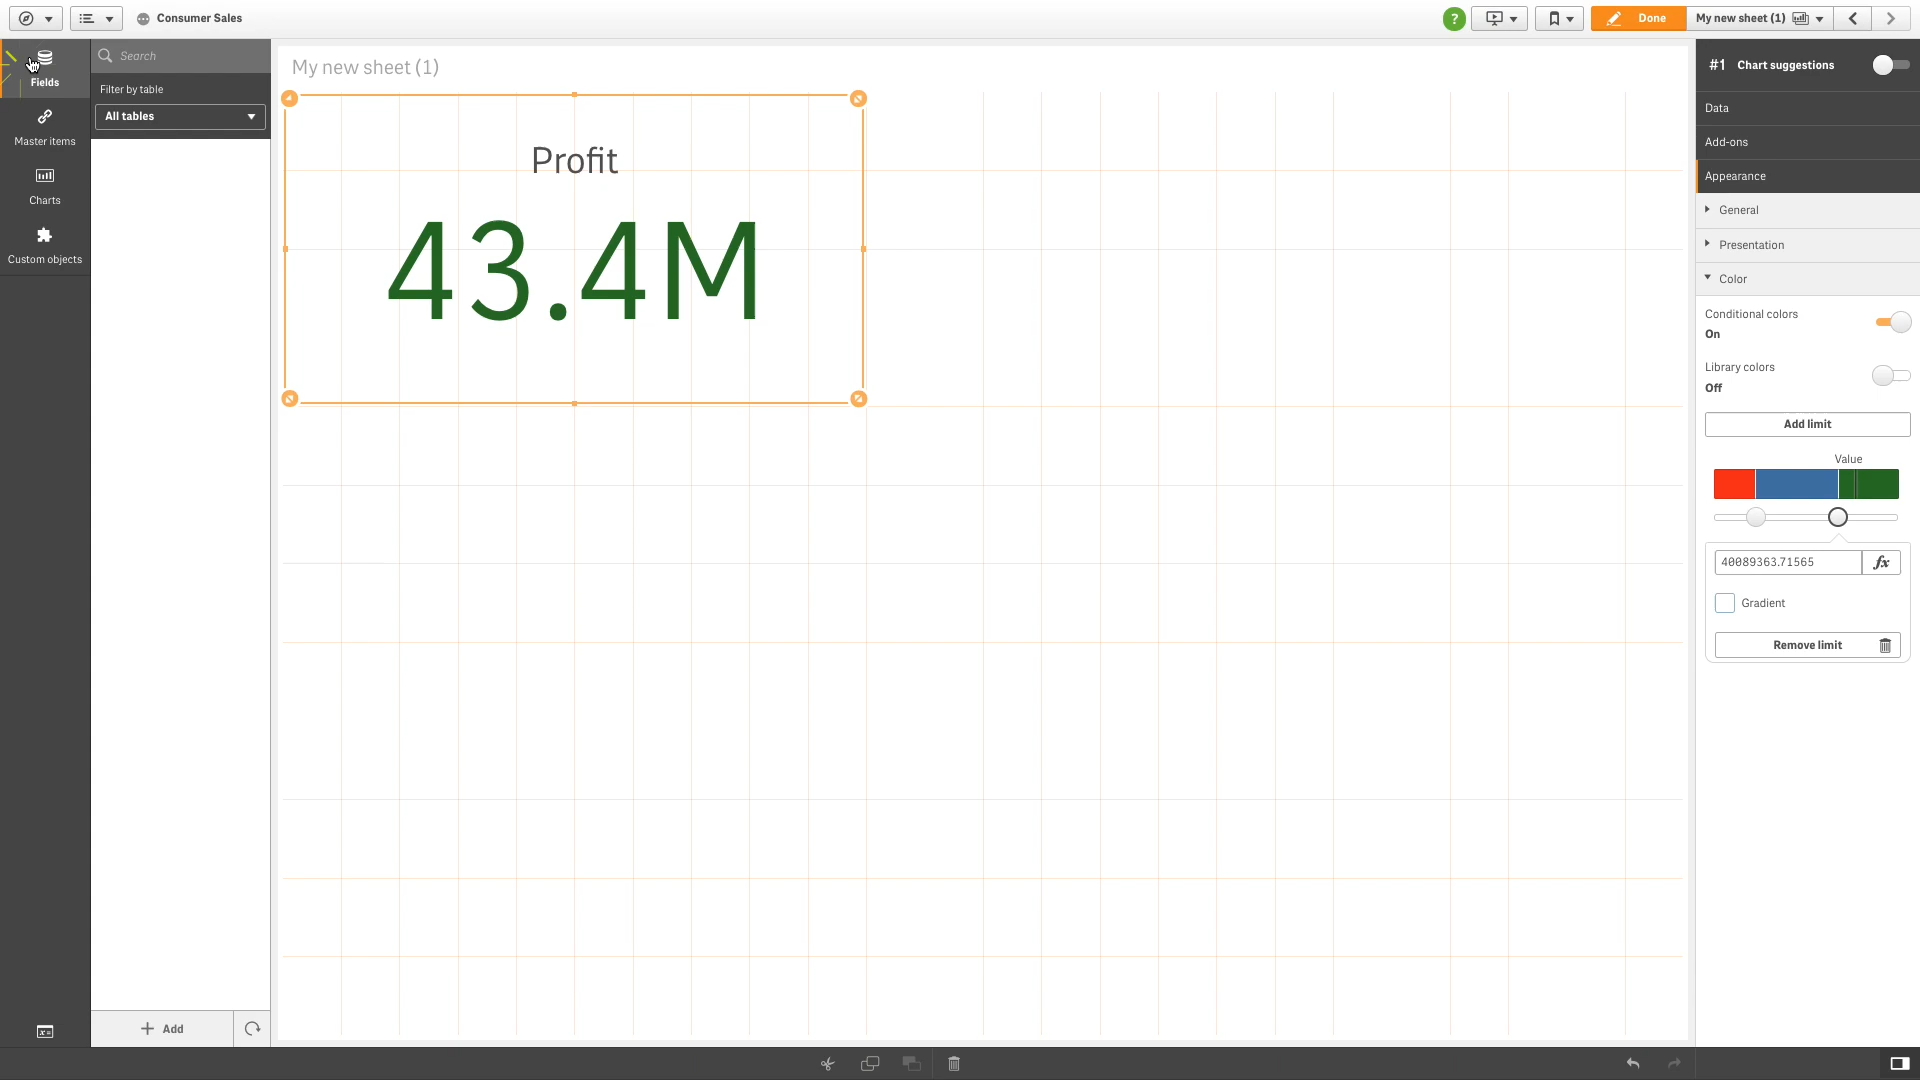 Consumer Sales
?
Done
My new sheet (1)
Fields
Search
Filter by table
All tables
Master items
Charts
Custom objects
My new sheet (1)
Profit
43.4M
#1 Chart suggestions
Data
Add-ons
Appearance
General
Presentation
Color
Conditional colors
On
Library colors
Off
Add limit
Value
40089363.71565
fx
Gradient
Remove limit
Add
x=